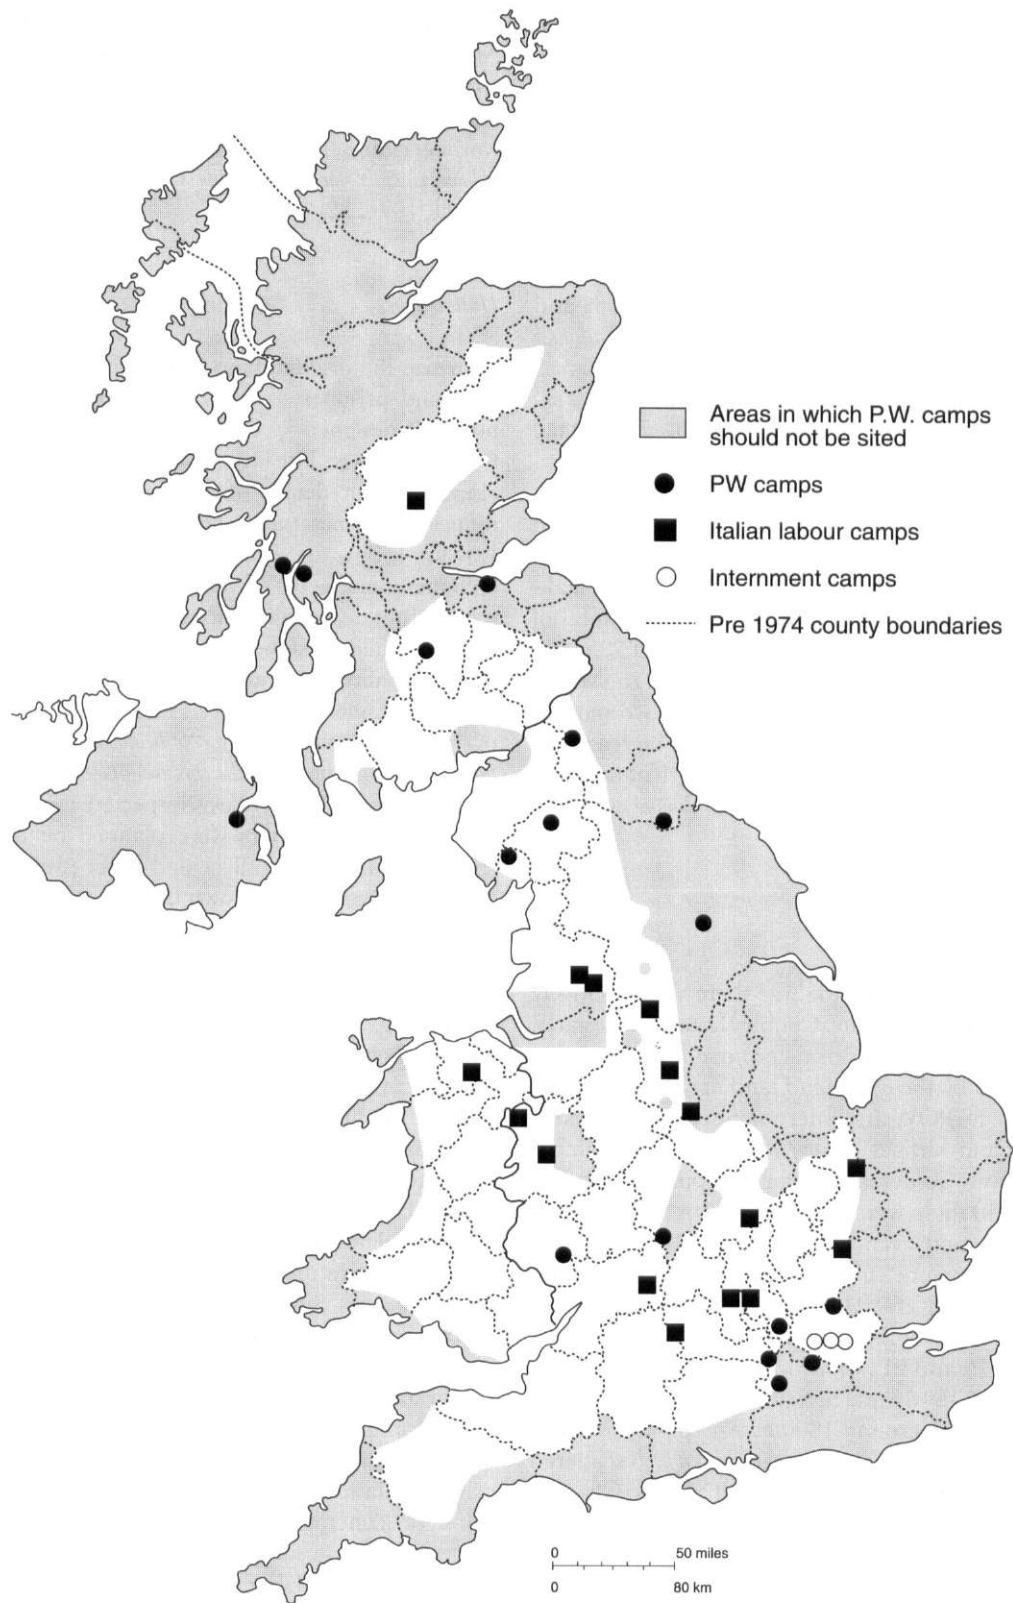 Areas in which P.W. camps
should not be sited
PW camps
Italian labour camps
Internment camps
Pre 1974 county boundaries
0 50 miles
0 80 km